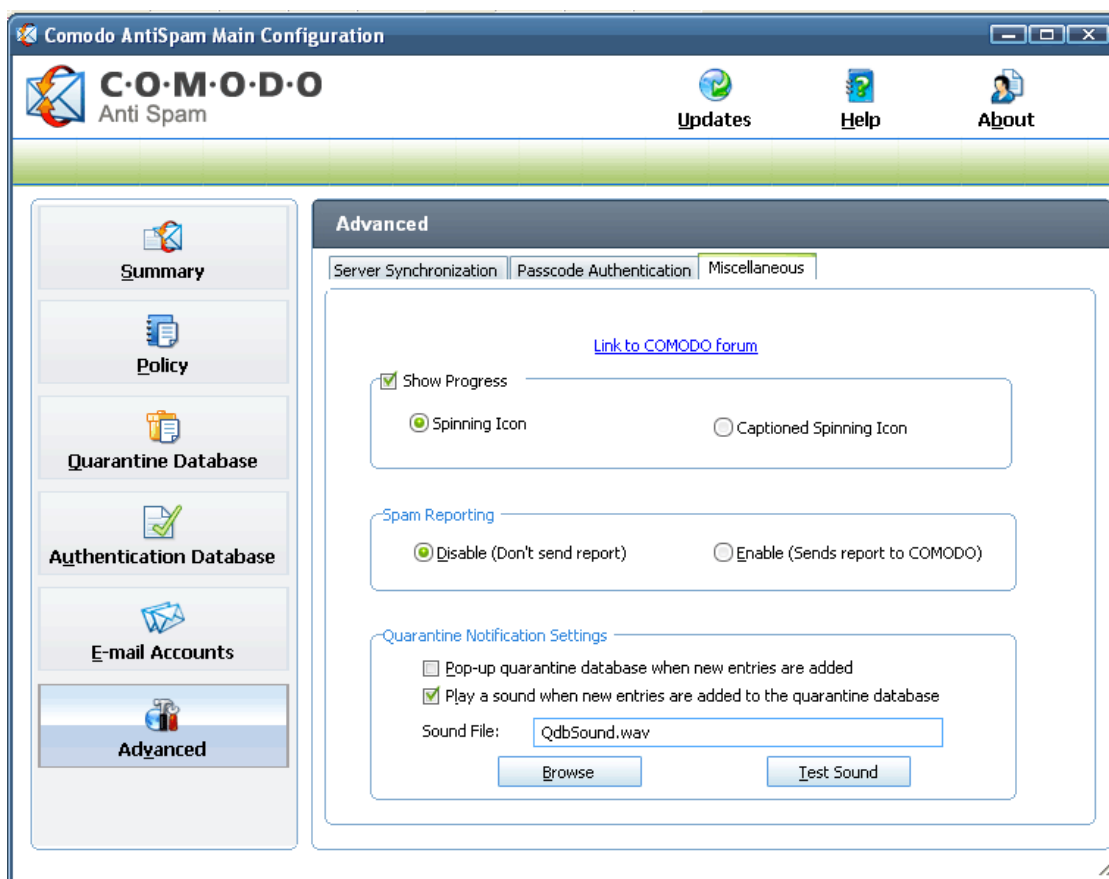 Comodo AntiSpam Main Configuration
C·O·M·O·D·O
Anti Spam
Updates
Help
About
Summary
Policy
Quarantine Database
Authentication Database
E-mail Accounts
Advanced
Advanced
Server Synchronization
Passcode Authentication
Miscellaneous
Link to COMODO forum
Show Progress
Spinning Icon
Captioned Spinning Icon
Spam Reporting
Disable (Don't send report)
Enable (Sends report to COMODO)
Quarantine Notification Settings
Pop-up quarantine database when new entries are added
Play a sound when new entries are added to the quarantine database
Sound File:
QdbSound.wav
Browse
Test Sound